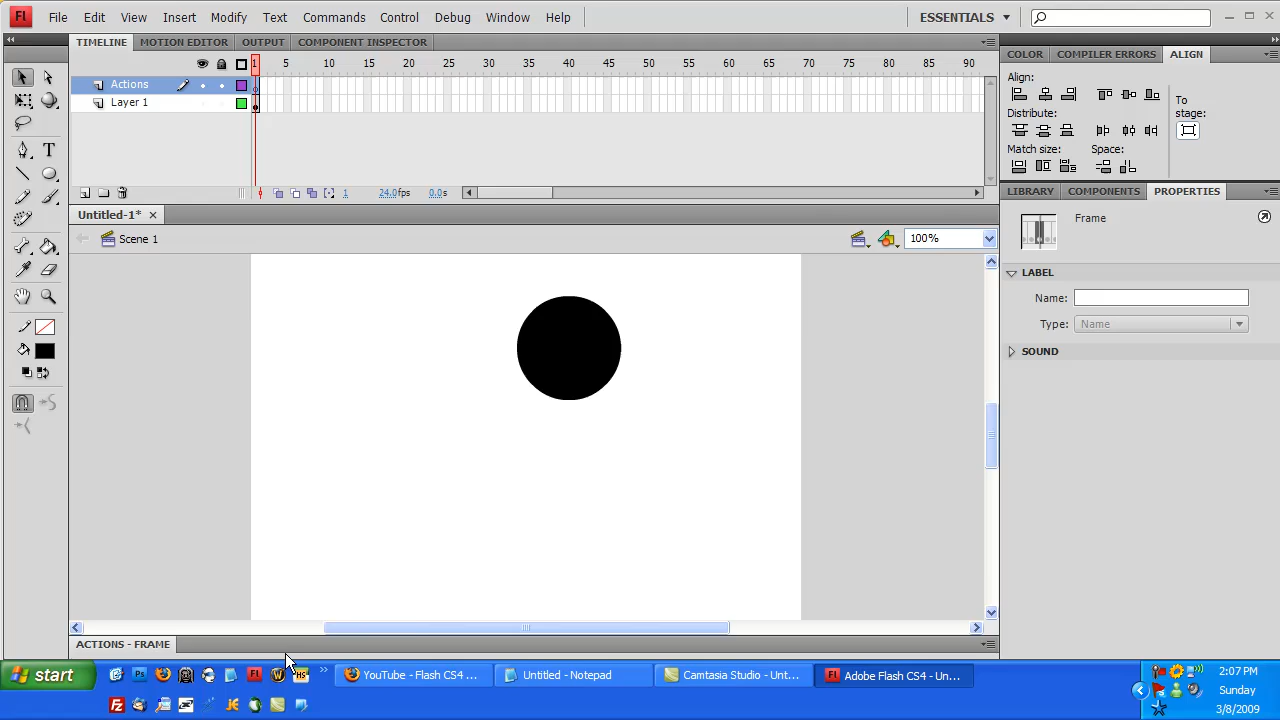 Fl File Edit View Insert Modify Text Commands Control Debug Window Help ESSENTIALS
TIMELINE MOTION EDITOR OUTPUT COMPONENT INSPECTOR
COLOR COMPILER ERRORS ALIGN
1 5 10 15 20 25 30 35 40 45 50 55 60 65 70 75 80 85 90
Actions
Layer 1
Align:
To stage:
Distribute:
Match size: Space:
1 24.0fps 0.0s
LIBRARY COMPONENTS PROPERTIES
Untitled-1*
Frame
Scene 1
100%
LABEL
Name:
Type: Name
SOUND
ACTIONS - FRAME
start
YouTube - Flash CS4 ...
Untitled - Notepad
Camtasia Studio - Unt...
Adobe Flash CS4 - Un...
2:07 PM
Sunday
3/8/2009